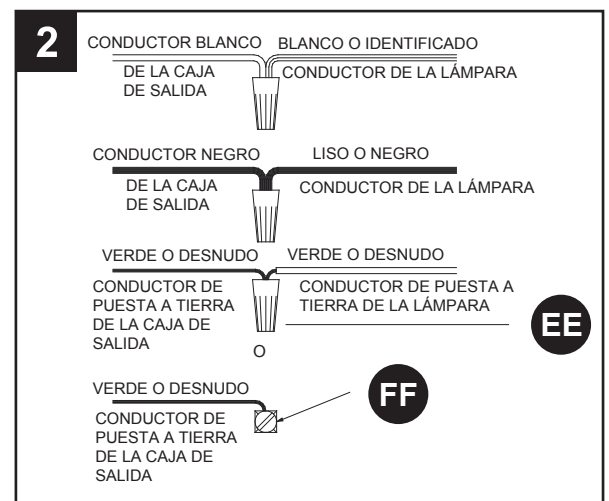 2
CONDUCTOR BLANCO
DE LA CAJA
DE SALIDA
BLANCO O IDENTIFICADO
CONDUCTOR DE LA LÁMPARA
CONDUCTOR NEGRO
DE LA CAJA
DE SALIDA
LISO O NEGRO
CONDUCTOR DE LA LÁMPARA
VERDE O DESNUDO
CONDUCTOR DE
PUESTA A TIERRA
DE LA CAJA DE
SALIDA
VERDE O DESNUDO
CONDUCTOR DE PUESTA A
TIERRA DE LA LÁMPARA
EE
O
VERDE O DESNUDO
CONDUCTOR DE
PUESTA A TIERRA
DE LA CAJA DE
SALIDA
FF